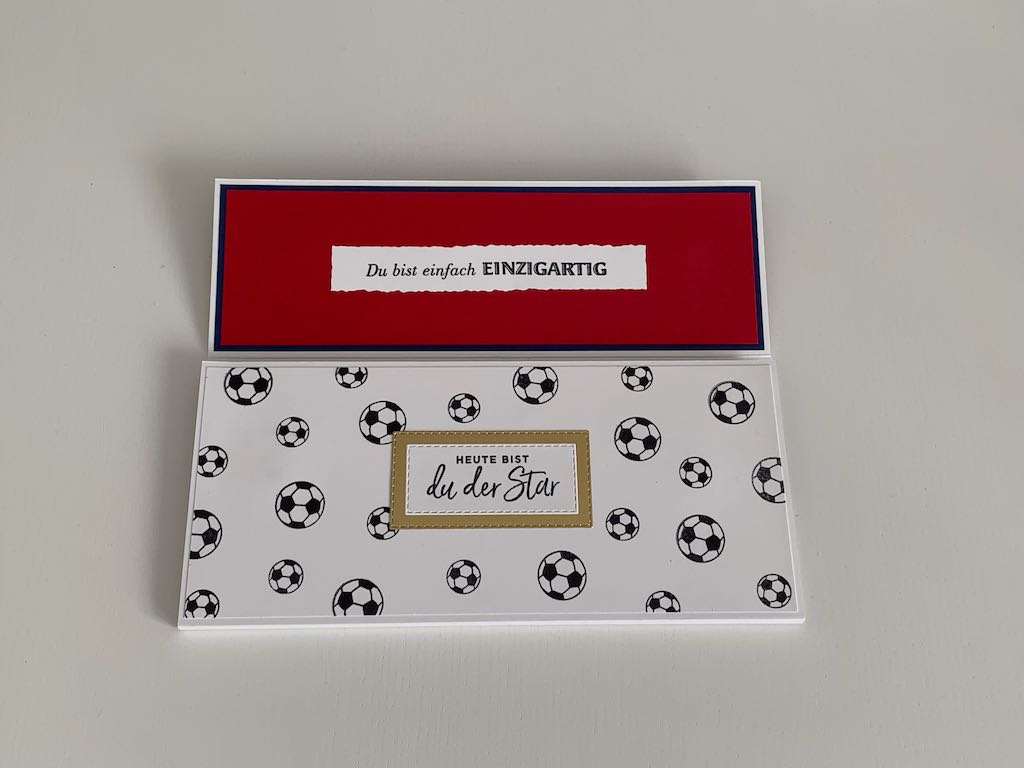 Du bist einfach EINZIGARTIG
HEUTE BIST
du der Star